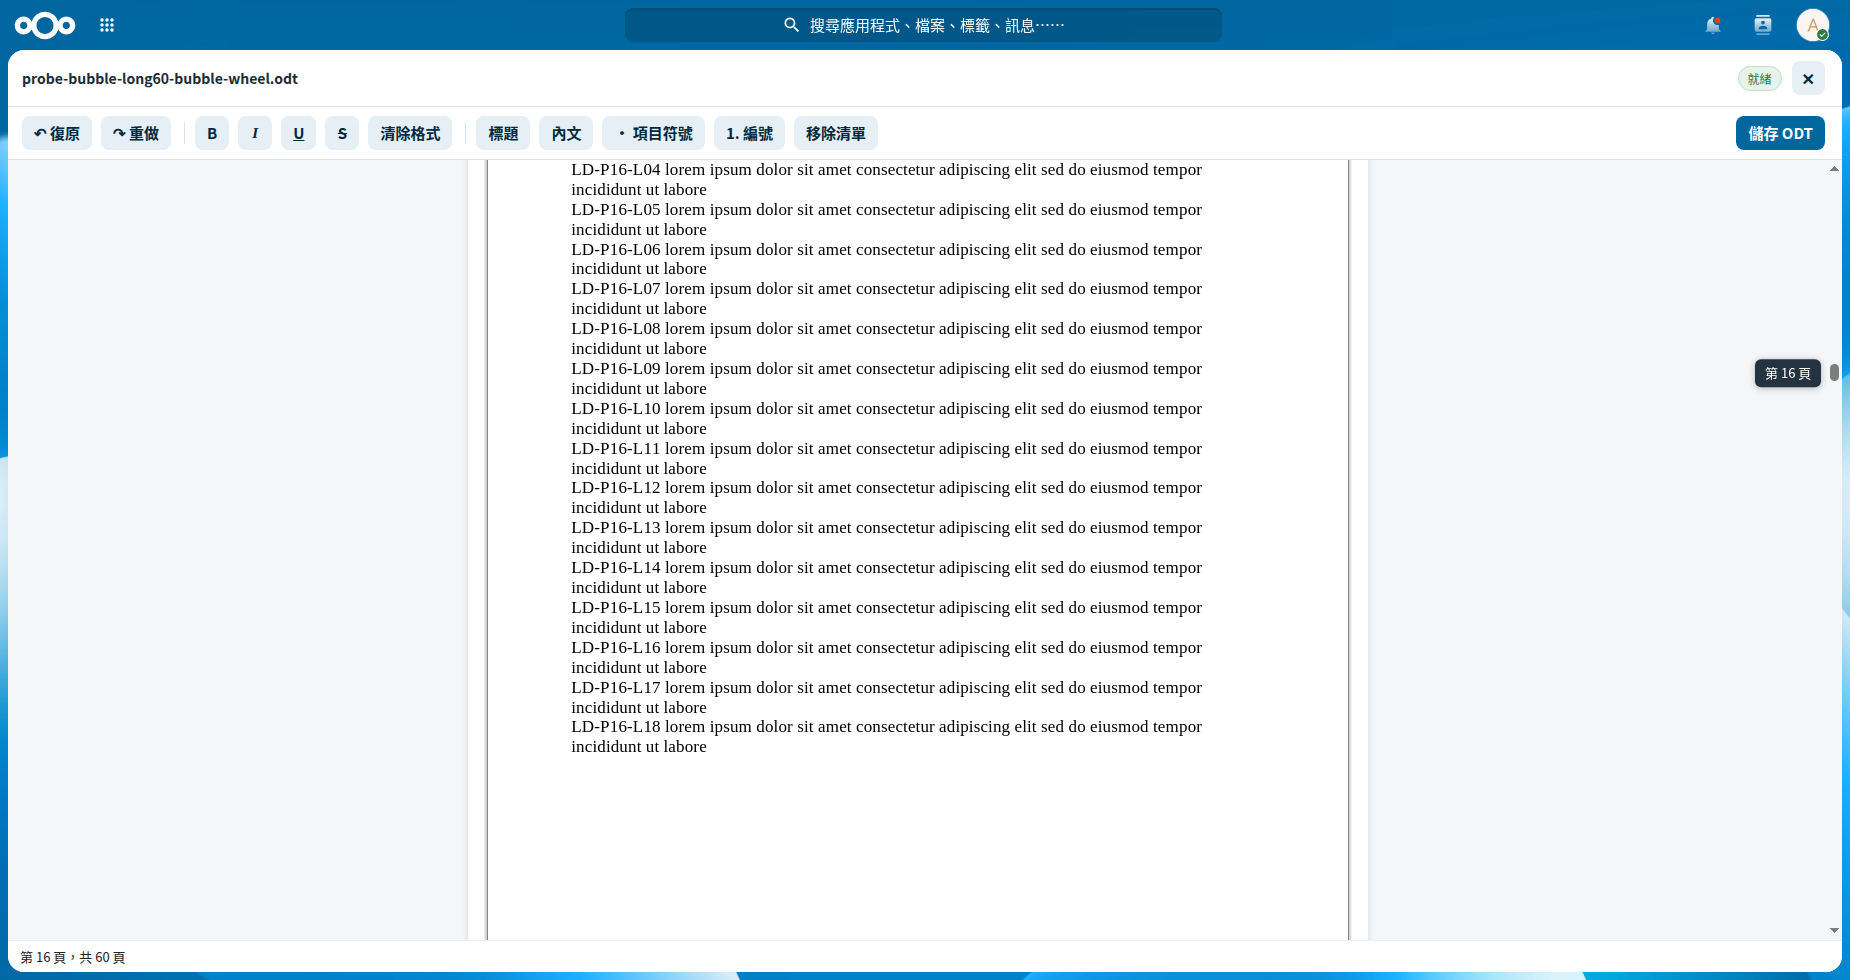 搜尋應用程式、檔案、標籤、訊息……
A
probe-bubble-long60-bubble-wheel.odt
就緒
×
↶ 復原
↷ 重做
B
I
U
S
清除格式
標題
內文
• 項目符號
1. 編號
移除清單
儲存 ODT
LD-P16-L04 lorem ipsum dolor sit amet consectetur adipiscing elit sed do eiusmod tempor
incididunt ut labore
LD-P16-L05 lorem ipsum dolor sit amet consectetur adipiscing elit sed do eiusmod tempor
incididunt ut labore
LD-P16-L06 lorem ipsum dolor sit amet consectetur adipiscing elit sed do eiusmod tempor
incididunt ut labore
LD-P16-L07 lorem ipsum dolor sit amet consectetur adipiscing elit sed do eiusmod tempor
incididunt ut labore
LD-P16-L08 lorem ipsum dolor sit amet consectetur adipiscing elit sed do eiusmod tempor
incididunt ut labore
LD-P16-L09 lorem ipsum dolor sit amet consectetur adipiscing elit sed do eiusmod tempor
incididunt ut labore
第 16 頁
LD-P16-L10 lorem ipsum dolor sit amet consectetur adipiscing elit sed do eiusmod tempor
incididunt ut labore
LD-P16-L11 lorem ipsum dolor sit amet consectetur adipiscing elit sed do eiusmod tempor
incididunt ut labore
LD-P16-L12 lorem ipsum dolor sit amet consectetur adipiscing elit sed do eiusmod tempor
incididunt ut labore
LD-P16-L13 lorem ipsum dolor sit amet consectetur adipiscing elit sed do eiusmod tempor
incididunt ut labore
LD-P16-L14 lorem ipsum dolor sit amet consectetur adipiscing elit sed do eiusmod tempor
incididunt ut labore
LD-P16-L15 lorem ipsum dolor sit amet consectetur adipiscing elit sed do eiusmod tempor
incididunt ut labore
LD-P16-L16 lorem ipsum dolor sit amet consectetur adipiscing elit sed do eiusmod tempor
incididunt ut labore
LD-P16-L17 lorem ipsum dolor sit amet consectetur adipiscing elit sed do eiusmod tempor
incididunt ut labore
LD-P16-L18 lorem ipsum dolor sit amet consectetur adipiscing elit sed do eiusmod tempor
incididunt ut labore
第 16 頁，共 60 頁